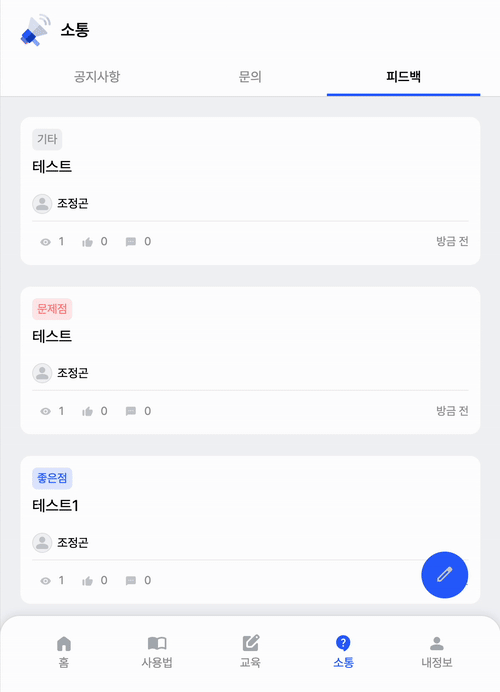 소통
공지사항 문의 피드백
기타
테스트
조정곤
1 0 0 방금 전
문제점
테스트
조정곤
1 0 0 방금 전
좋은점
테스트1
조정곤
1 0 0
홈 사용법 교육 소통 내정보